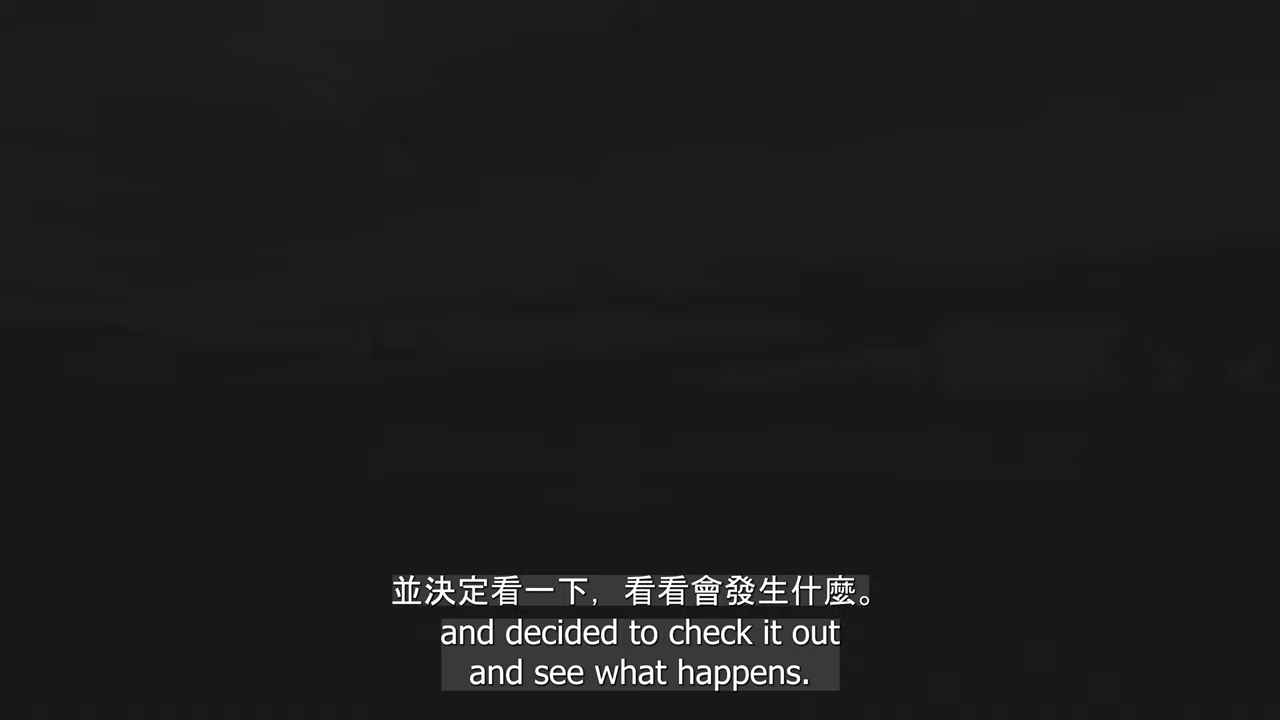 並決定看一下，看看會發生什麼。
and decided to check it out
and see what happens.